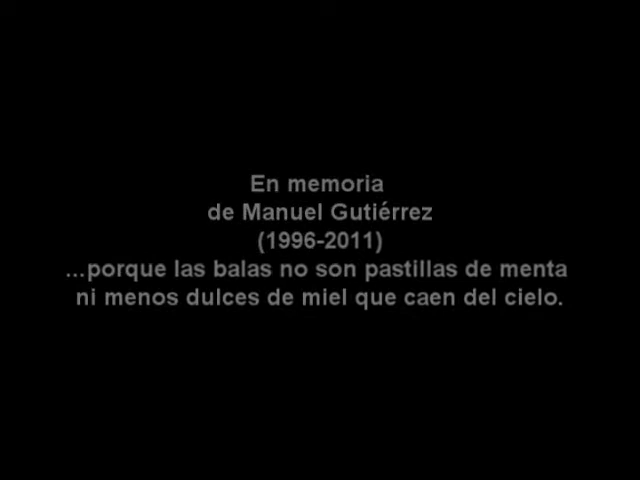 En memoria
de Manuel Gutiérrez
(1996-2011)
...porque las balas no son pastillas de menta
ni menos dulces de miel que caen del cielo.